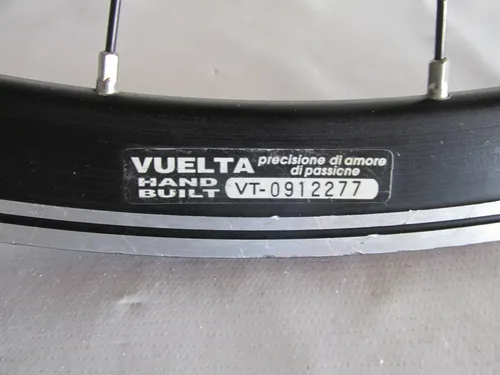 VUELTA precisione di amore
di passione
HAND
BUILT VT-0912277